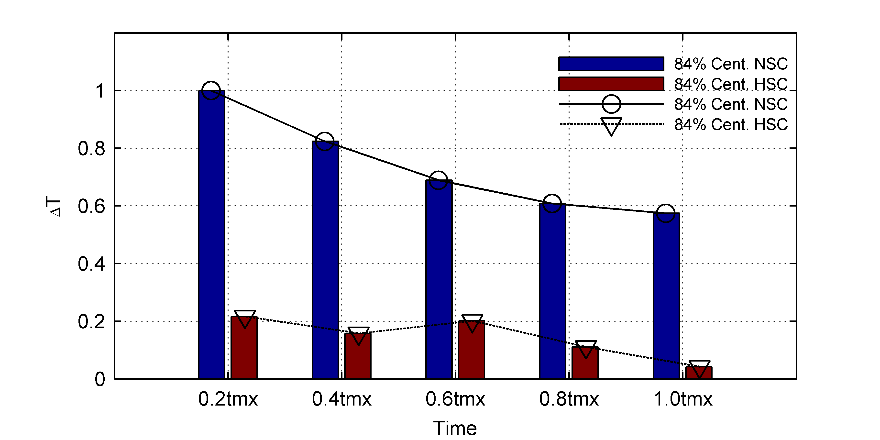 84% Cent. NSC
84% Cent. HSC
84% Cent. NSC
84% Cent. HSC
1
0.8
0.6
0.4
0.2
0
ΔT
0.2tmx 0.4tmx 0.6tmx 0.8tmx 1.0tmx
Time